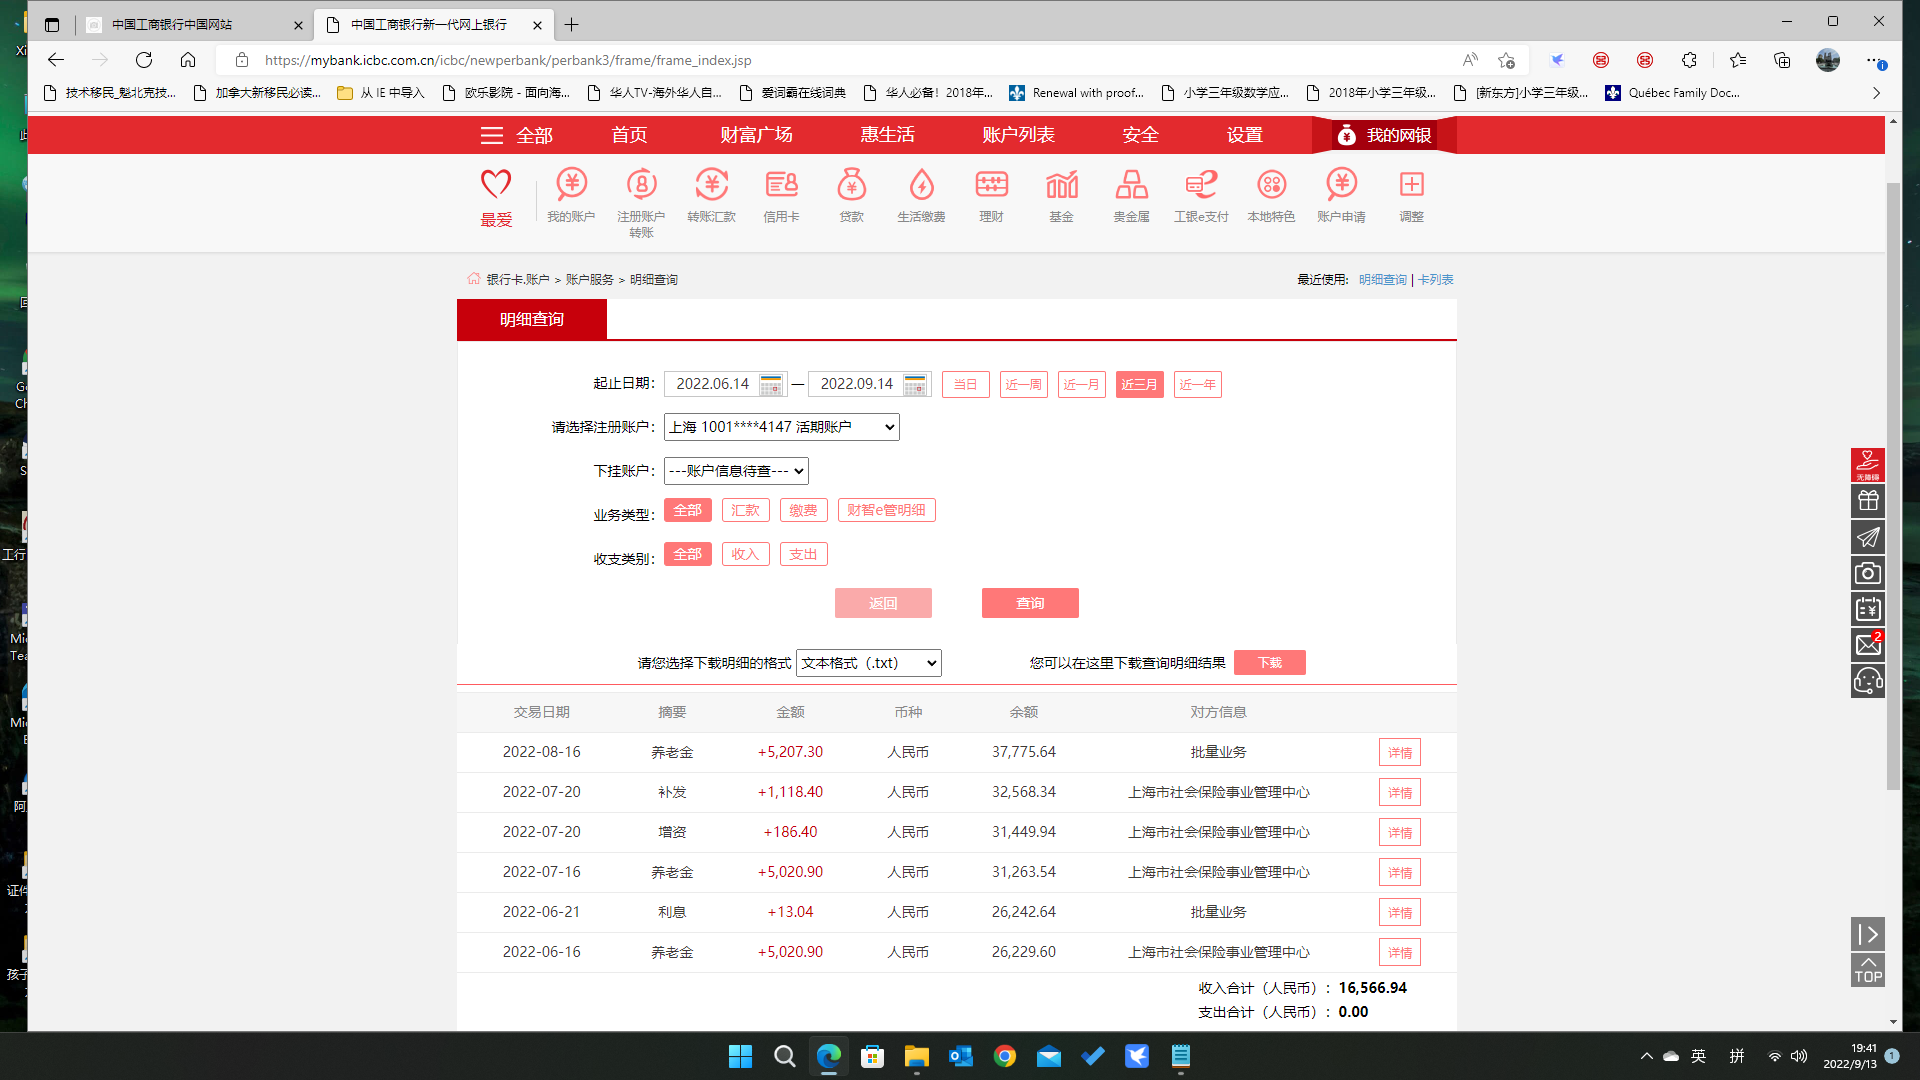 中国工商银行中国网站
中国工商银行新一代网上银行
https://mybank.icbc.com.cn/icbc/newperbank/perbank3/frame/frame_index.jsp
技术移民_魁北克技...
加拿大新移民必读...
从 IE 中导入
欧乐影院 - 面向海...
华人TV-海外华人自...
爱词霸在线词典
华人必备！2018年...
Renewal with proof...
小学三年级数学应...
2018年小学三年级...
[新东方]小学三年级...
Québec Family Doc...
全部
首页
财富广场
惠生活
账户列表
安全
设置
我的网银
最爱
我的账户
注册账户
转账
转账汇款
信用卡
贷款
生活缴费
理财
基金
贵金属
工银e支付
本地特色
账户申请
调整
银行卡.账户 > 账户服务 > 明细查询
最近使用: 明细查询 | 卡列表
明细查询
起止日期: 2022.06.14 — 2022.09.14 当日 近一周 近一月 近三月 近一年
请选择注册账户: 上海 1001****4147 活期账户
下挂账户: ---账户信息待查---
业务类型: 全部 汇款 缴费 财智e管明细
收支类别: 全部 收入 支出
返回 查询
请您选择下载明细的格式 文本格式（.txt） 您可以在这里下载查询明细结果 下载
交易日期 摘要 金额 币种 余额 对方信息
2022-08-16 养老金 +5,207.30 人民币 37,775.64 批量业务 详情
2022-07-20 补发 +1,118.40 人民币 32,568.34 上海市社会保险事业管理中心 详情
2022-07-20 增资 +186.40 人民币 31,449.94 上海市社会保险事业管理中心 详情
2022-07-16 养老金 +5,020.90 人民币 31,263.54 上海市社会保险事业管理中心 详情
2022-06-21 利息 +13.04 人民币 26,242.64 批量业务 详情
2022-06-16 养老金 +5,020.90 人民币 26,229.60 上海市社会保险事业管理中心 详情
收入合计（人民币）: 16,566.94
支出合计（人民币）: 0.00
无障碍
2
TOP
工行
证件
孩子
英
拼
19:41
2022/9/13
1